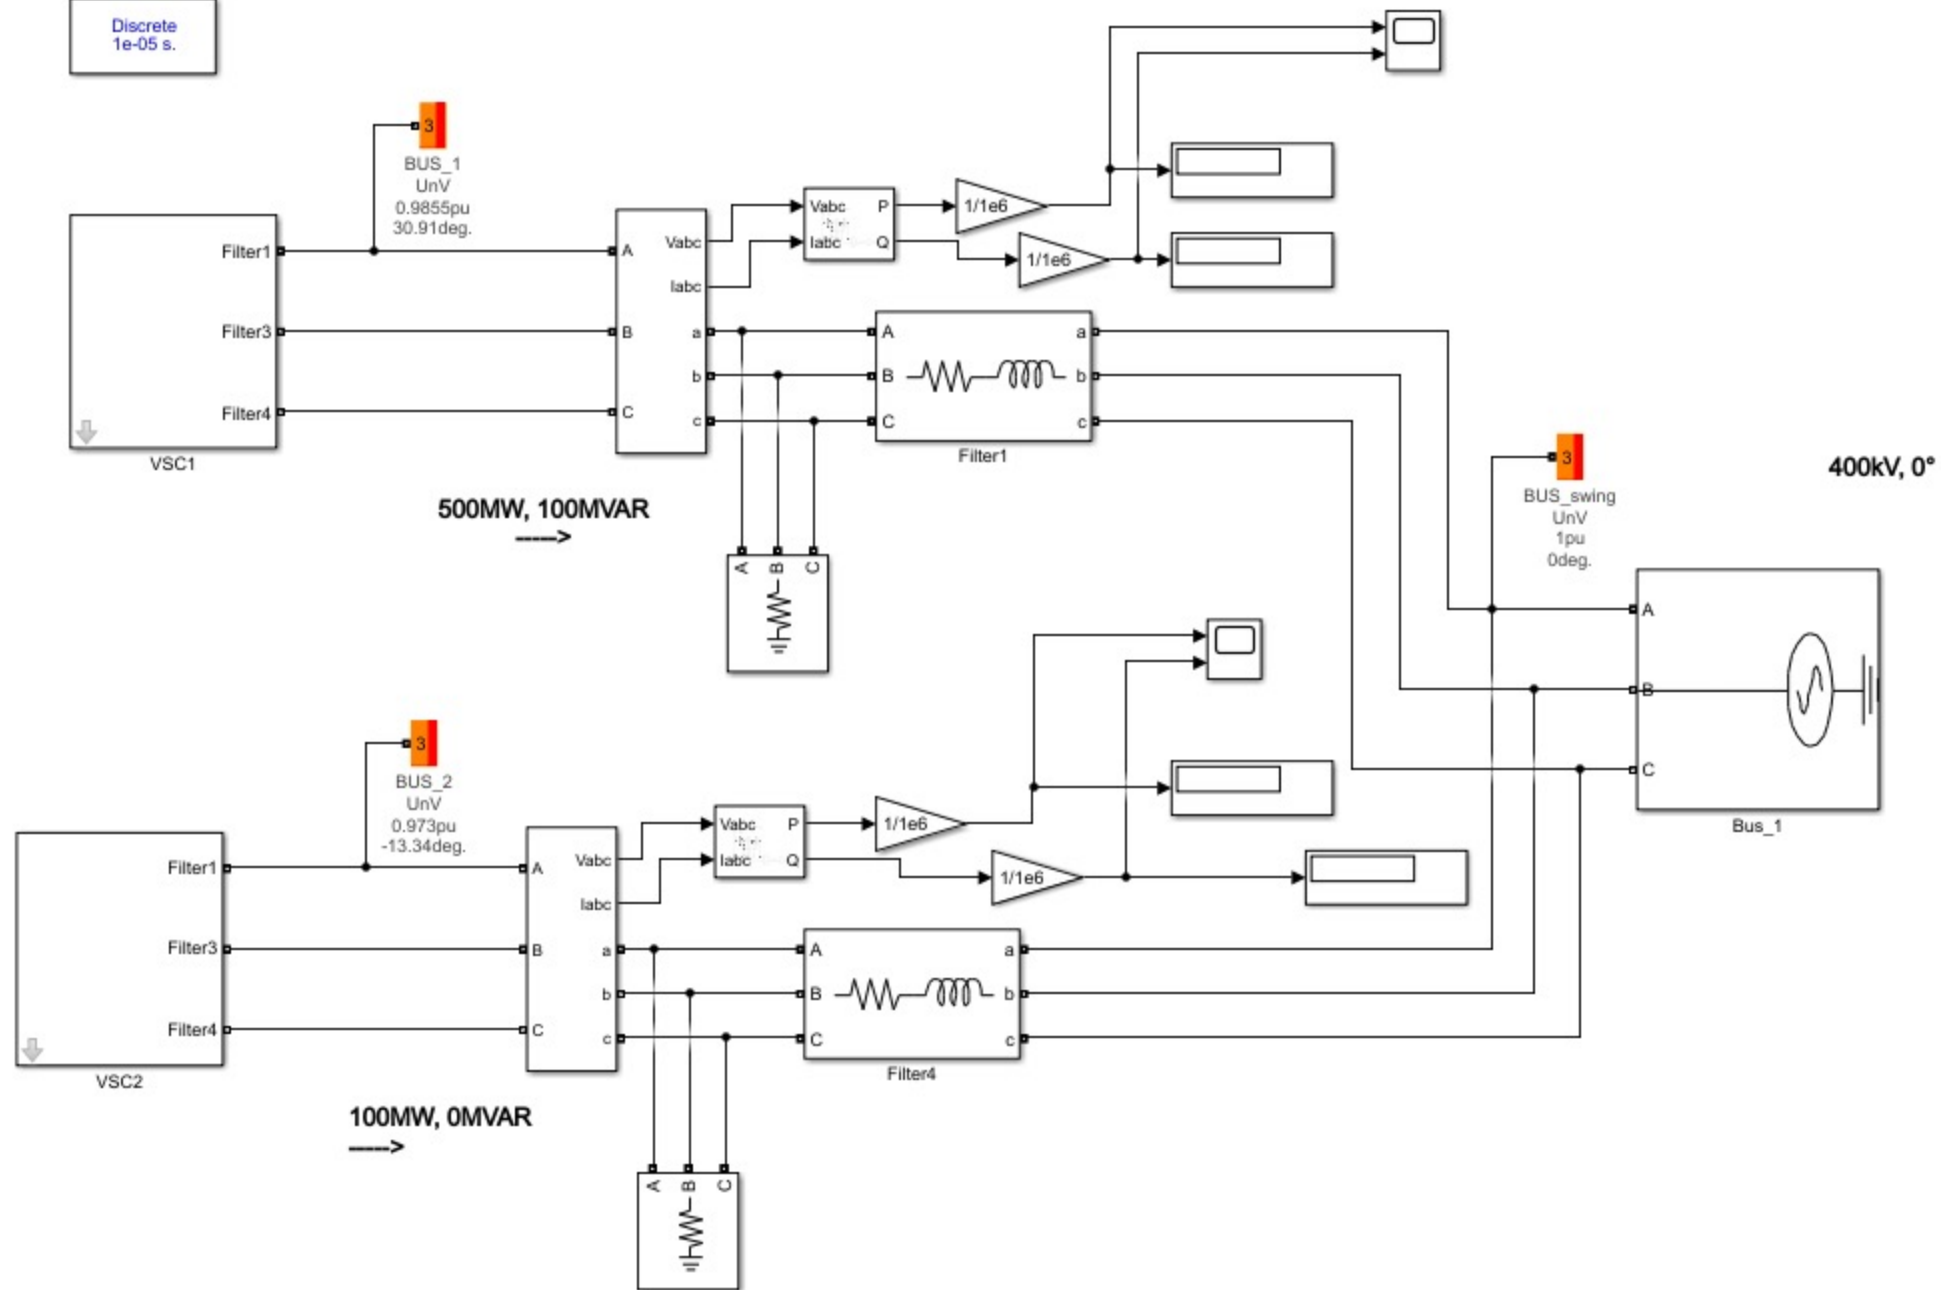 Discrete
1e-05 s.
3
BUS_1
UnV
0.9855pu
30.91deg.
Filter1
Filter3
Filter4
VSC1
A
B
C
Vabc
Iabc
a
b
c
Vabc
Iabc
P
Q
1/1e6
1/1e6
A
B
C
a
b
c
Filter1
500MW, 100MVAR
----->
A
B
C
3
BUS_swing
UnV
1pu
0deg.
400kV, 0°
A
B
C
Bus_1
3
BUS_2
UnV
0.973pu
-13.34deg.
Filter1
Filter3
Filter4
VSC2
A
B
C
Vabc
Iabc
a
b
c
Vabc
Iabc
P
Q
1/1e6
1/1e6
A
B
C
a
b
c
Filter4
100MW, 0MVAR
----->
A
B
C